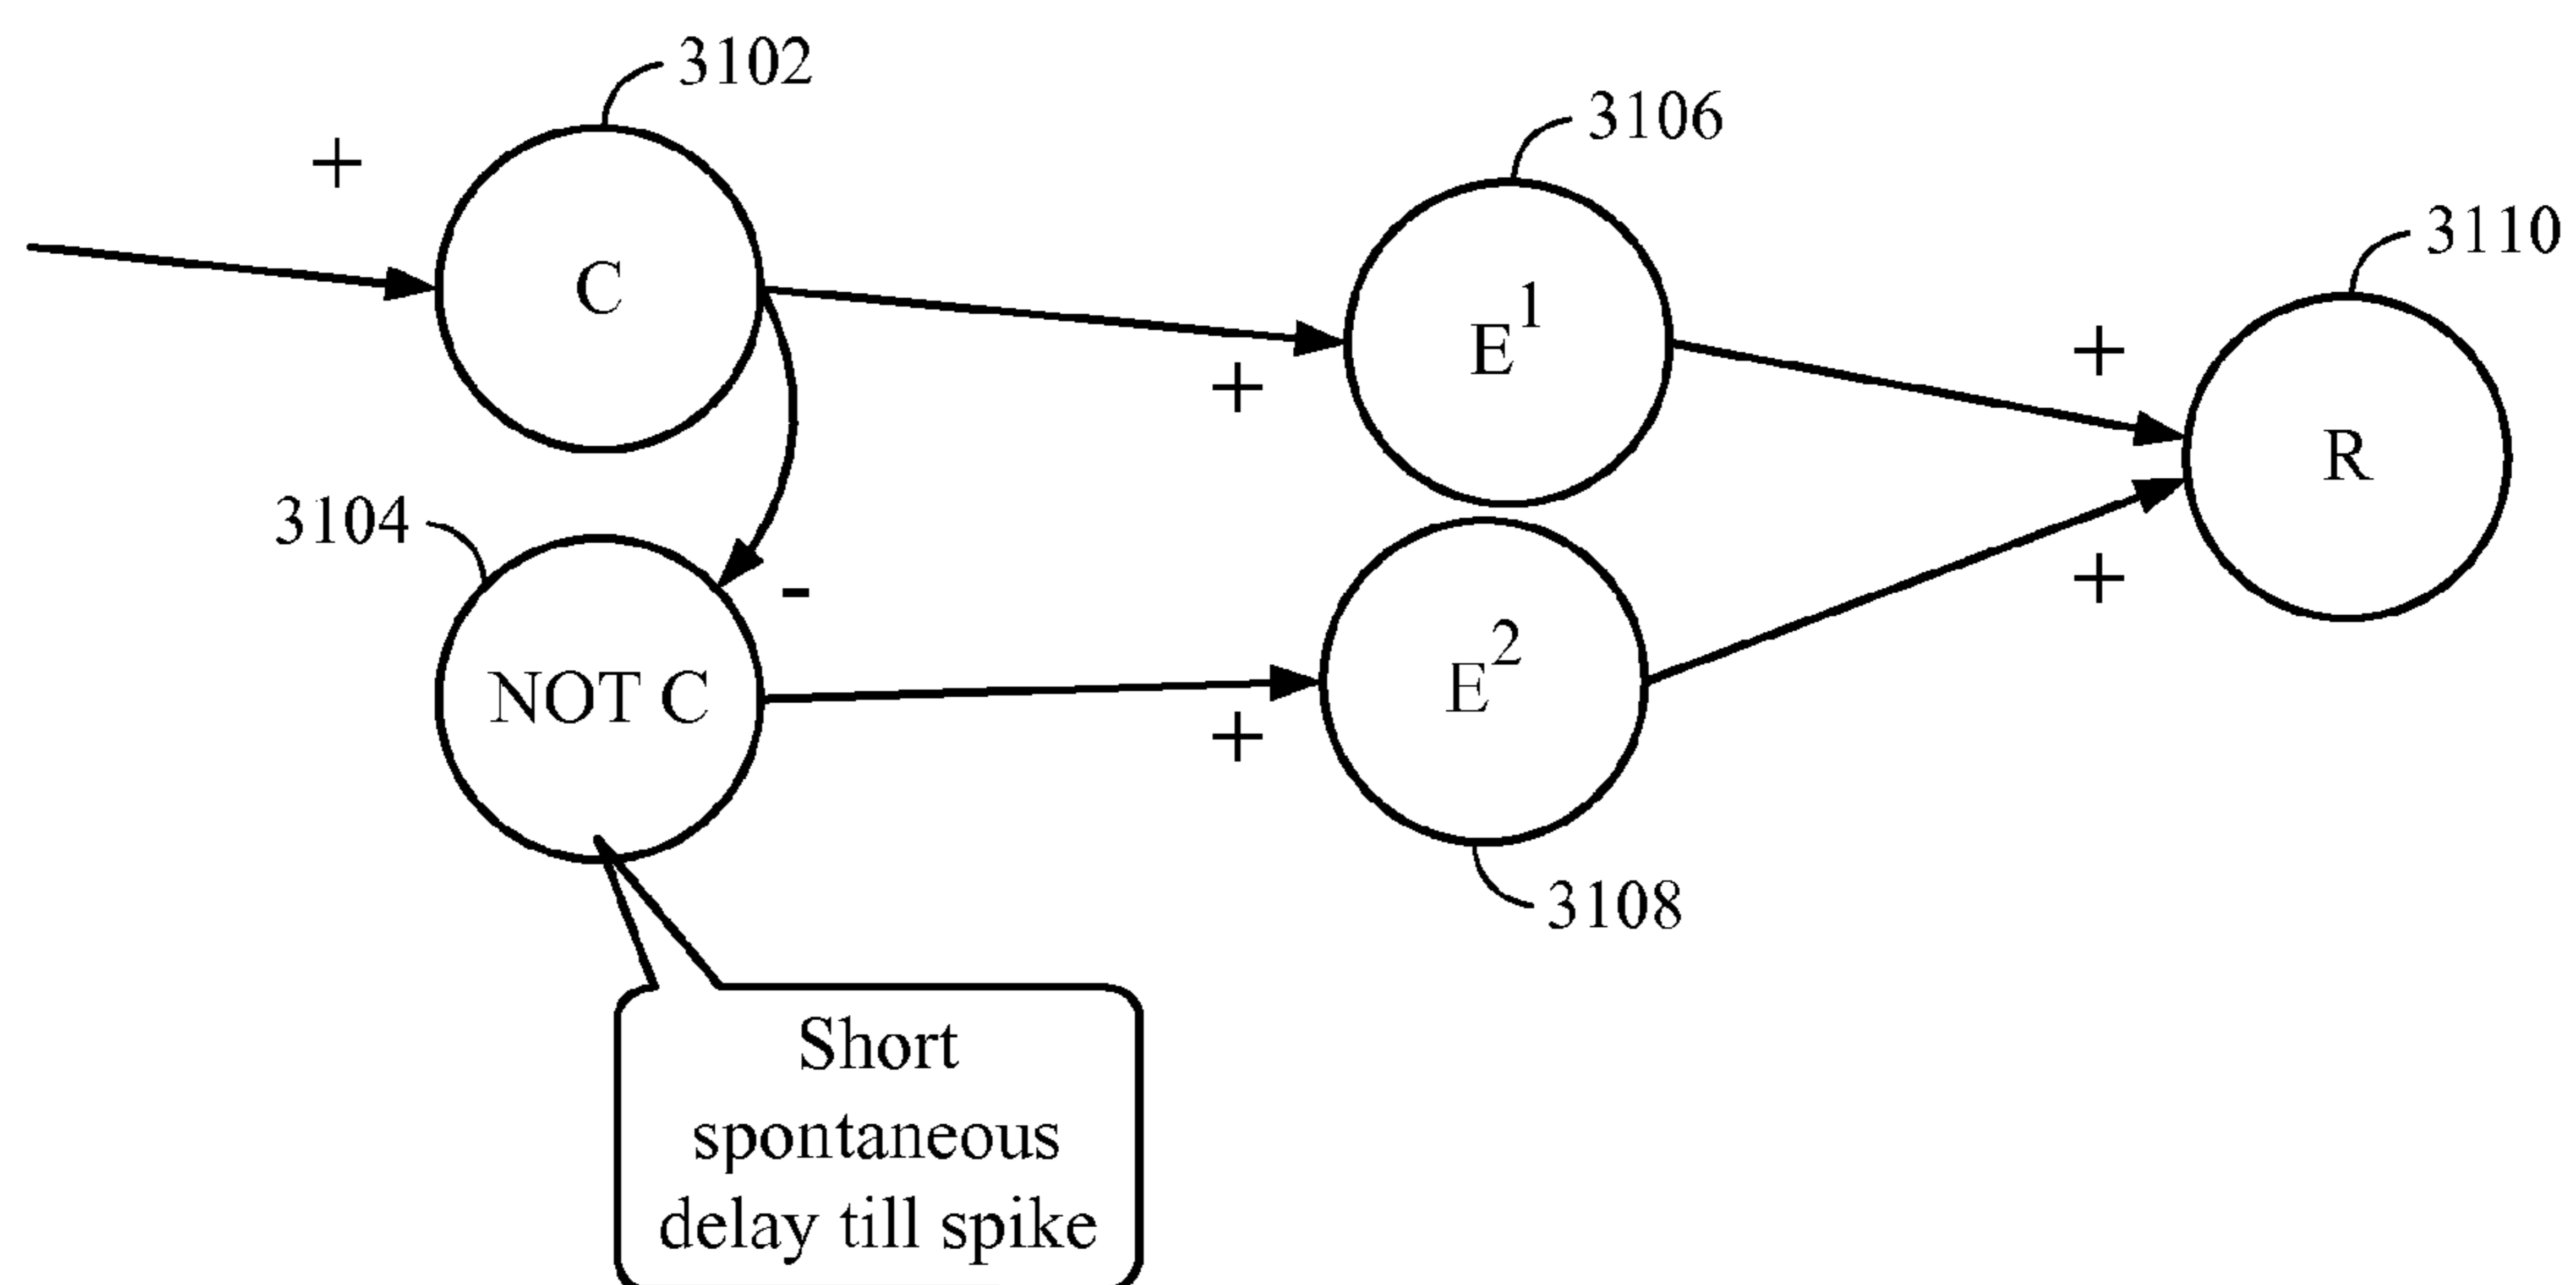 3102
+
C
3106
E¹
+
3110
+
R
3104
-
NOT C
E²
+
+
3108
Short
spontaneous
delay till spike